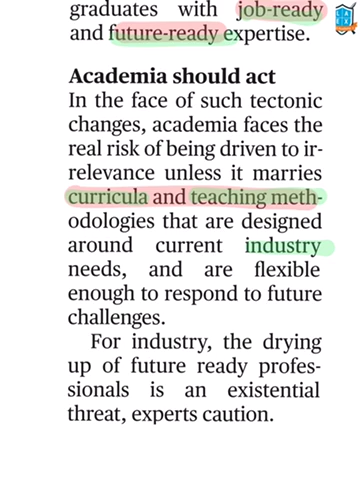 graduates with job-ready
and future-ready expertise.
Academia should act
In the face of such tectonic
changes, academia faces the
real risk of being driven to ir-
relevance unless it marries
curricula and teaching meth-
odologies that are designed
around current industry
needs, and are flexible
enough to respond to future
challenges.
For industry, the drying
up of future ready profes-
sionals is an existential
threat, experts caution.